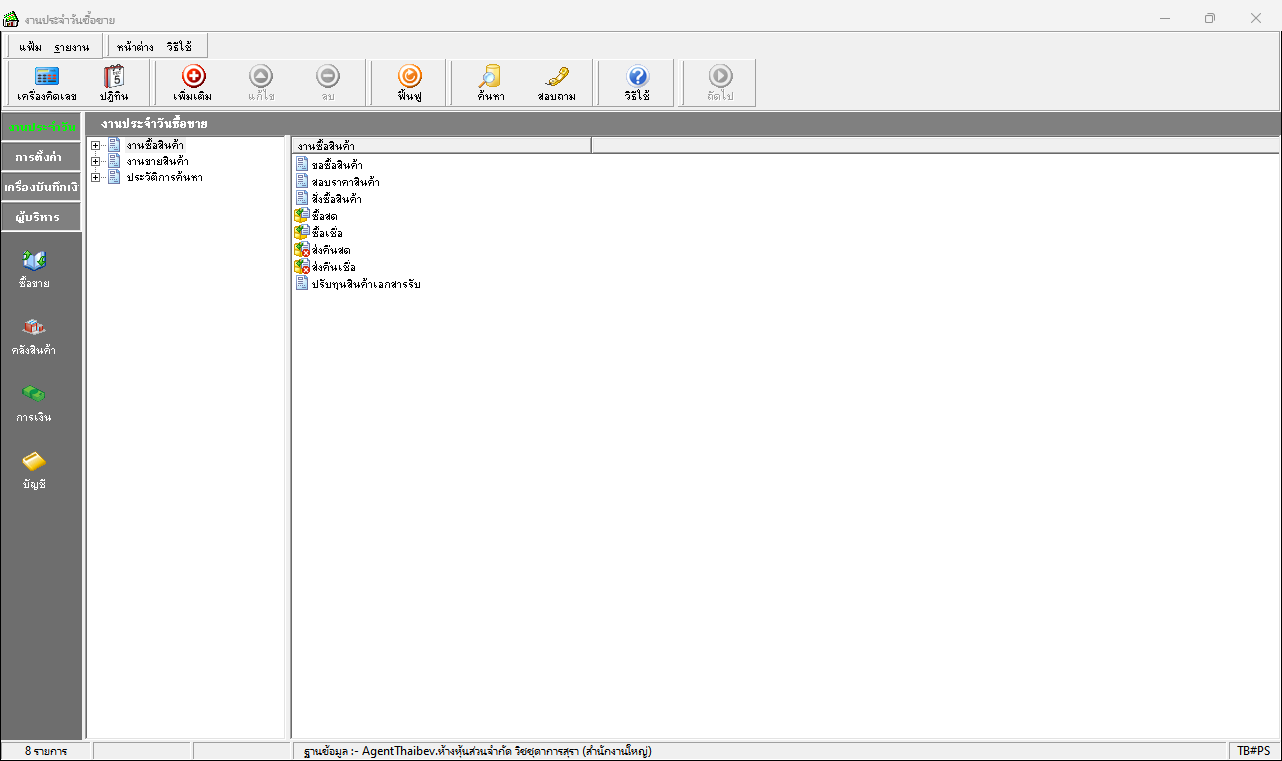 งานประจำวันซื้อขาย
แฟ้ม รายงาน หน้าต่าง วิธีใช้
เครื่องคิดเลข ปฏิทิน เพิ่มเติม แก้ไข ลบ ฟื้นฟู ค้นหา สอบถาม วิธีใช้ ถัดไป
งานประจำวัน
งานประจำวันซื้อขาย
การตั้งค่า
เครื่องบันทึกเงิ
ผู้บริหาร
ซื้อขาย
คลังสินค้า
การเงิน
บัญชี
งานซื้อสินค้า
งานขายสินค้า
ประวัติการค้นหา
งานซื้อสินค้า
ขอซื้อสินค้า
สอบราคาสินค้า
สั่งซื้อสินค้า
ซื้อสด
ซื้อเชื่อ
ส่งคืนสด
ส่งคืนเชื่อ
ปรับทุนสินค้าเอกสารรับ
8 รายการ
ฐานข้อมูล :- AgentThaibev.ห้างหุ้นส่วนจำกัด วิชชุดาการสุรา (สำนักงานใหญ่)
TB#PS